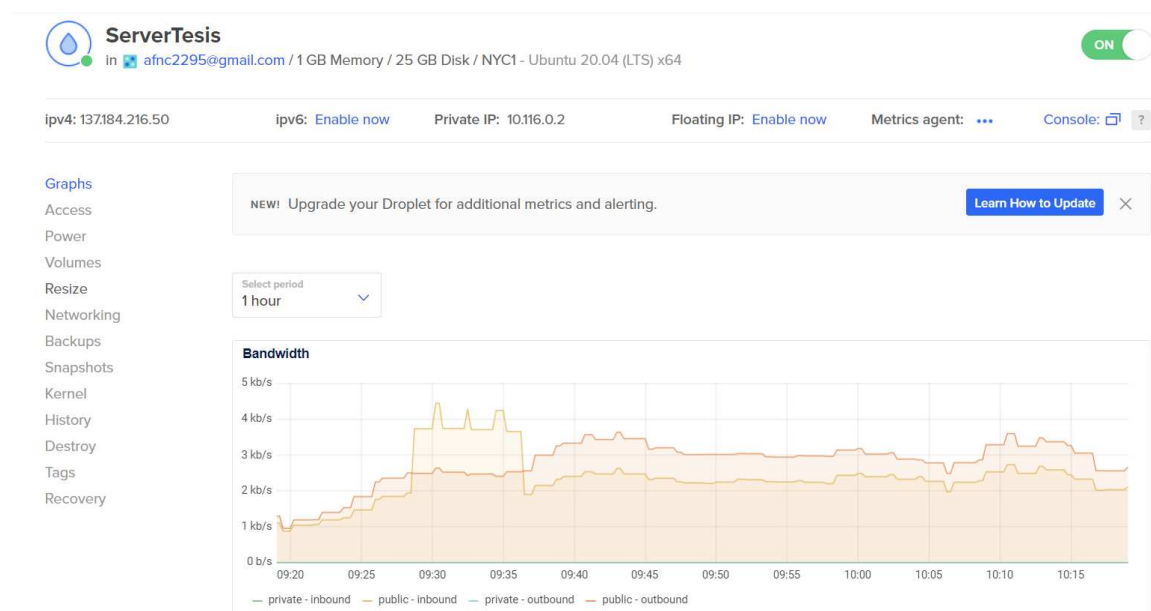 ServerTesis
in afnc2295@gmail.com / 1 GB Memory / 25 GB Disk / NYC1 - Ubuntu 20.04 (LTS) x64
ON
ipv4: 137.184.216.50 ipv6: Enable now Private IP: 10.116.0.2 Floating IP: Enable now Metrics agent: ••• Console: ?
Graphs
Access
Power
Volumes
Resize
Networking
Backups
Snapshots
Kernel
History
Destroy
Tags
Recovery
NEW! Upgrade your Droplet for additional metrics and alerting. Learn How to Update
Select period
1 hour
Bandwidth
5 kb/s
4 kb/s
3 kb/s
2 kb/s
1 kb/s
0 b/s
09:20 09:25 09:30 09:35 09:40 09:45 09:50 09:55 10:00 10:05 10:10 10:15
private - inbound public - inbound private - outbound public - outbound